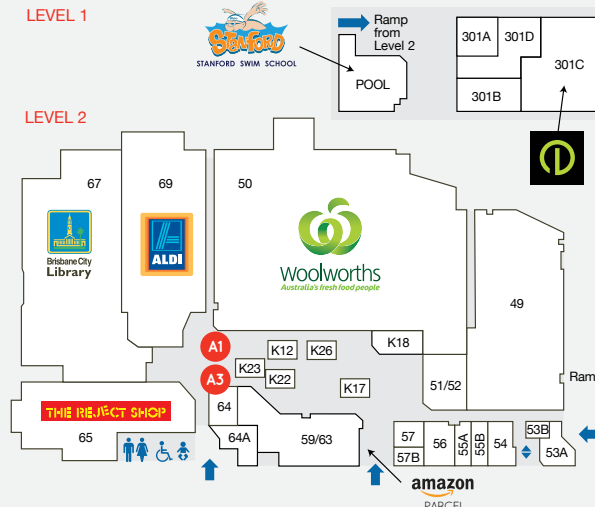 LEVEL 1
STANFORD
STANFORD SWIM SCHOOL
Ramp
from
Level 2
POOL
301A
301D
301C
301B
LEVEL 2
67
69
50
Brisbane City
Library
ALDI
Woolworths
Australia's fresh food people
49
A1
K12
K26
K18
K23
A3
K22
K17
51/52
Ram
THE REJECT SHOP
65
64
64A
59/63
57
57B
56
55A
55B
54
53B
53A
amazon
PARCEL